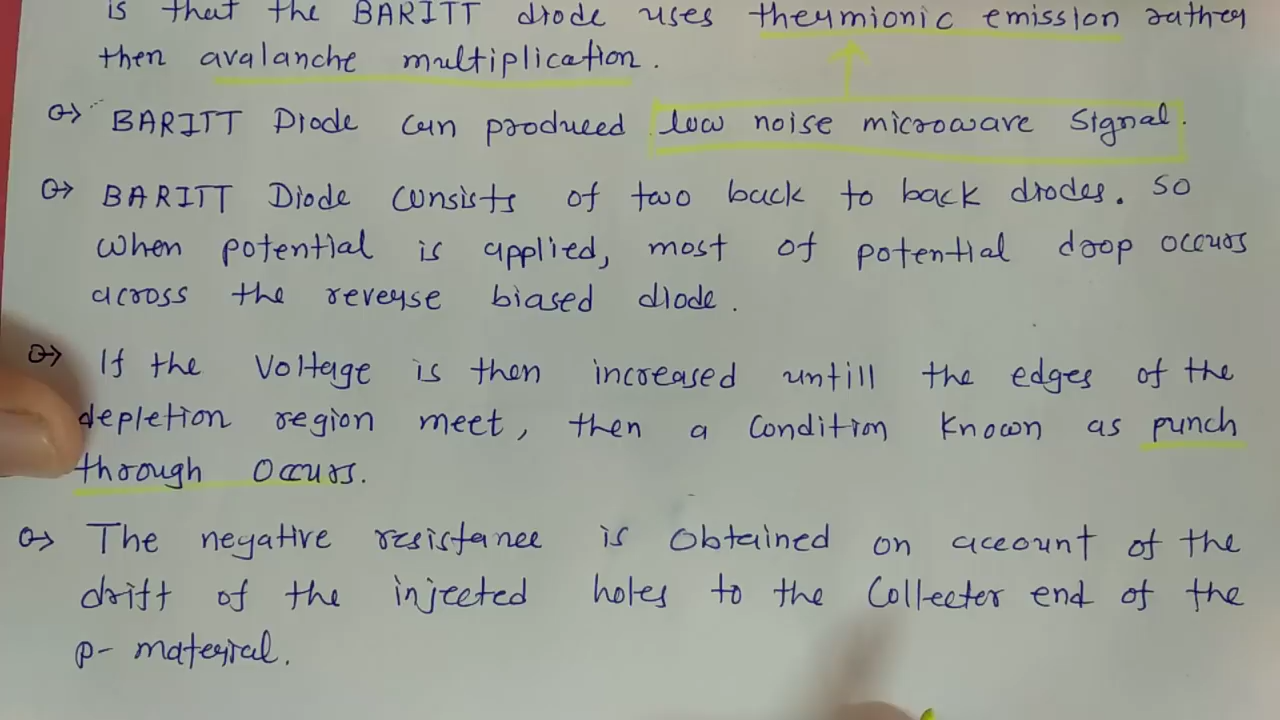 is that the BARITT diode uses thermionic emission rather
then avalanche multiplication.
BARITT Diode can produced low noise microwave signal.
BARITT Diode consists of two back to back diodes. So
when potential is applied, most of potential drop occurs
across the reverse biased diode.
If the Voltage is then increased untill the edges of the
depletion region meet, then a condition known as punch
through occurs.
The negative resistance is obtained on account of the
drift of the injected holes to the collector end of the
p- material.